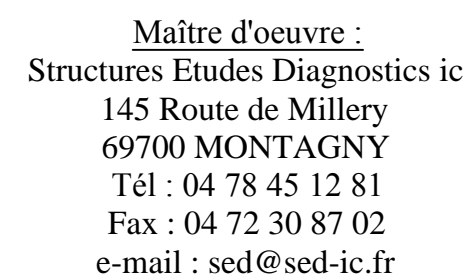 Maître d'oeuvre :
Structures Etudes Diagnostics ic
145 Route de Millery
69700 MONTAGNY
Tél : 04 78 45 12 81
Fax : 04 72 30 87 02
e-mail : sed@sed-ic.fr